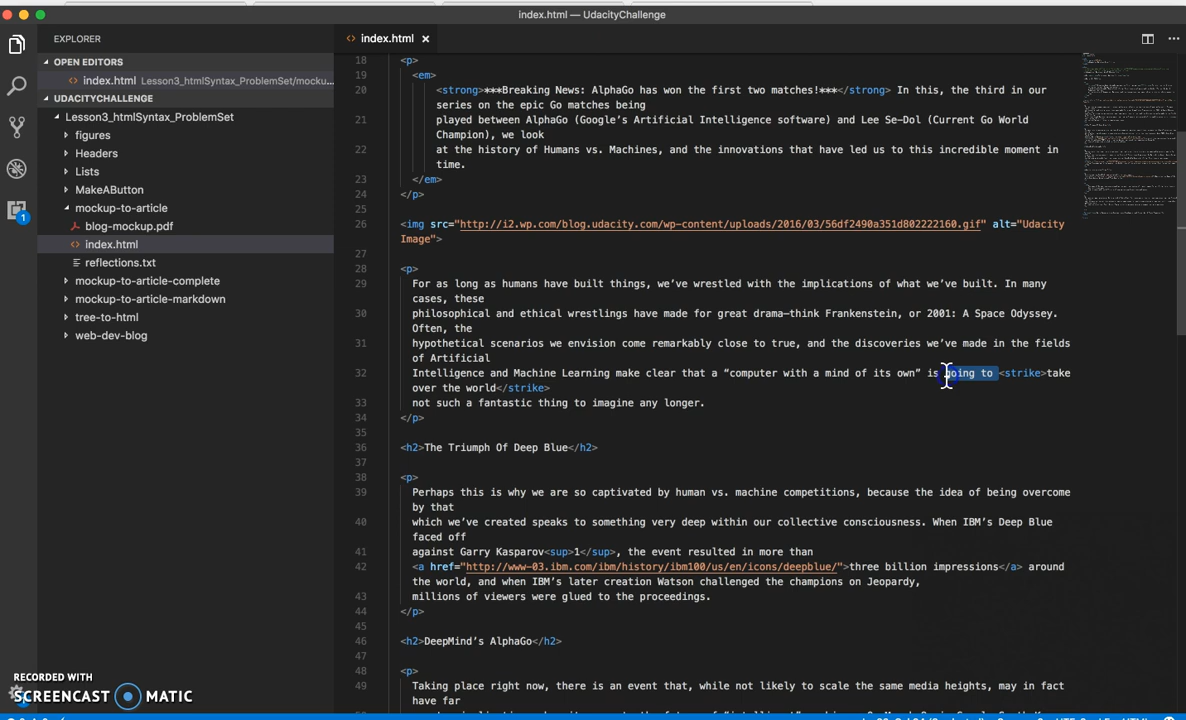 index.html — UdacityChallenge
EXPLORER
OPEN EDITORS
index.html Lesson3_htmlSyntax_ProblemSet/mocku...
UDACITYCHALLENGE
Lesson3_htmlSyntax_ProblemSet
figures
Headers
Lists
MakeAButton
mockup-to-article
blog-mockup.pdf
index.html
reflections.txt
mockup-to-article-complete
mockup-to-article-markdown
tree-to-html
web-dev-blog
1
<> index.html ×
18 <p>
19 <em>
20 <strong>***Breaking News: AlphaGo has won the first two matches!***</strong> In this, the third in our
series on the epic Go matches being
21 played between AlphaGo (Google’s Artificial Intelligence software) and Lee Se-Dol (Current Go World
Champion), we look
22 at the history of Humans vs. Machines, and the innovations that have led us to this incredible moment in
time.
23 </em>
24 </p>
25
26 <img src="http://i2.wp.com/blog.udacity.com/wp-content/uploads/2016/03/56df2490a351d802222160.gif" alt="Udacity
Image">
27
28 <p>
29 For as long as humans have built things, we’ve wrestled with the implications of what we’ve built. In many
cases, these
30 philosophical and ethical wrestlings have made for great drama—think Frankenstein, or 2001: A Space Odyssey.
Often, the
31 hypothetical scenarios we envision come remarkably close to true, and the discoveries we’ve made in the fields
of Artificial
32 Intelligence and Machine Learning make clear that a “computer with a mind of its own” is going to <strike>take
over the world</strike>
33 not such a fantastic thing to imagine any longer.
34 </p>
35
36 <h2>The Triumph Of Deep Blue</h2>
37
38 <p>
39 Perhaps this is why we are so captivated by human vs. machine competitions, because the idea of being overcome
by that
40 which we’ve created speaks to something very deep within our collective consciousness. When IBM’s Deep Blue
faced off
41 against Garry Kasparov<sup>1</sup>, the event resulted in more than
42 <a href="http://www-03.ibm.com/ibm/history/ibm100/us/en/icons/deepblue/">three billion impressions</a> around
the world, and when IBM’s later creation Watson challenged the champions on Jeopardy,
43 millions of viewers were glued to the proceedings.
44 </p>
45
46 <h2>DeepMind’s AlphaGo</h2>
47
48 <p>
49 Taking place right now, there is an event that, while not likely to scale the same media heights, may in fact
have far
RECORDED WITH
SCREENCAST MATIC